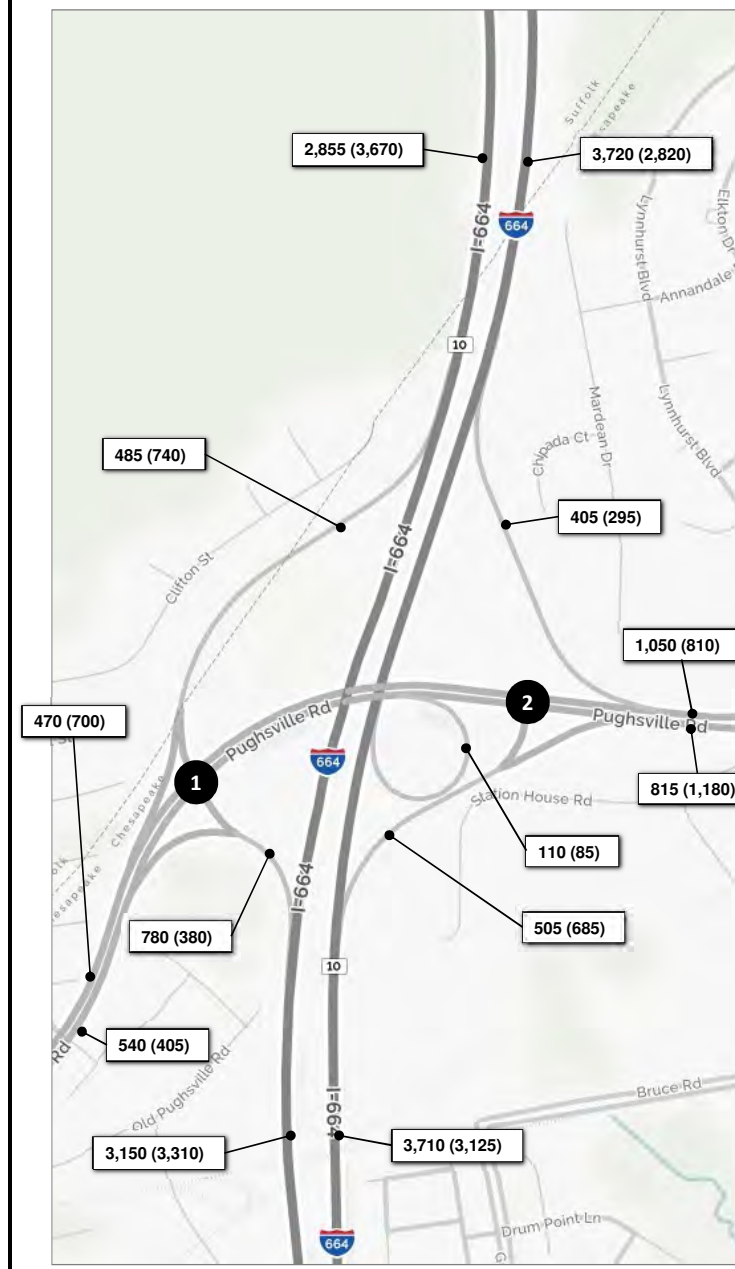 Suffolk
Chesapeake
2,855 (3,670)
3,720 (2,820)
664
I-664
Lynnhurst Blvd
Elkton Dr
Annandale
10
Mardean Dr
Lynnhurst Blvd
Chipada Ct
485 (740)
405 (295)
I-664
Clifton St
1,050 (810)
470 (700)
2
Pughsville Rd
Pughsville Rd
664
1
815 (1,180)
Station House Rd
Chesapeake
110 (85)
I-664
505 (685)
780 (380)
10
540 (405)
Rd
Old Pughsville Rd
Bruce Rd
I-664
3,150 (3,310)
3,710 (3,125)
Drum Point Ln
664
G